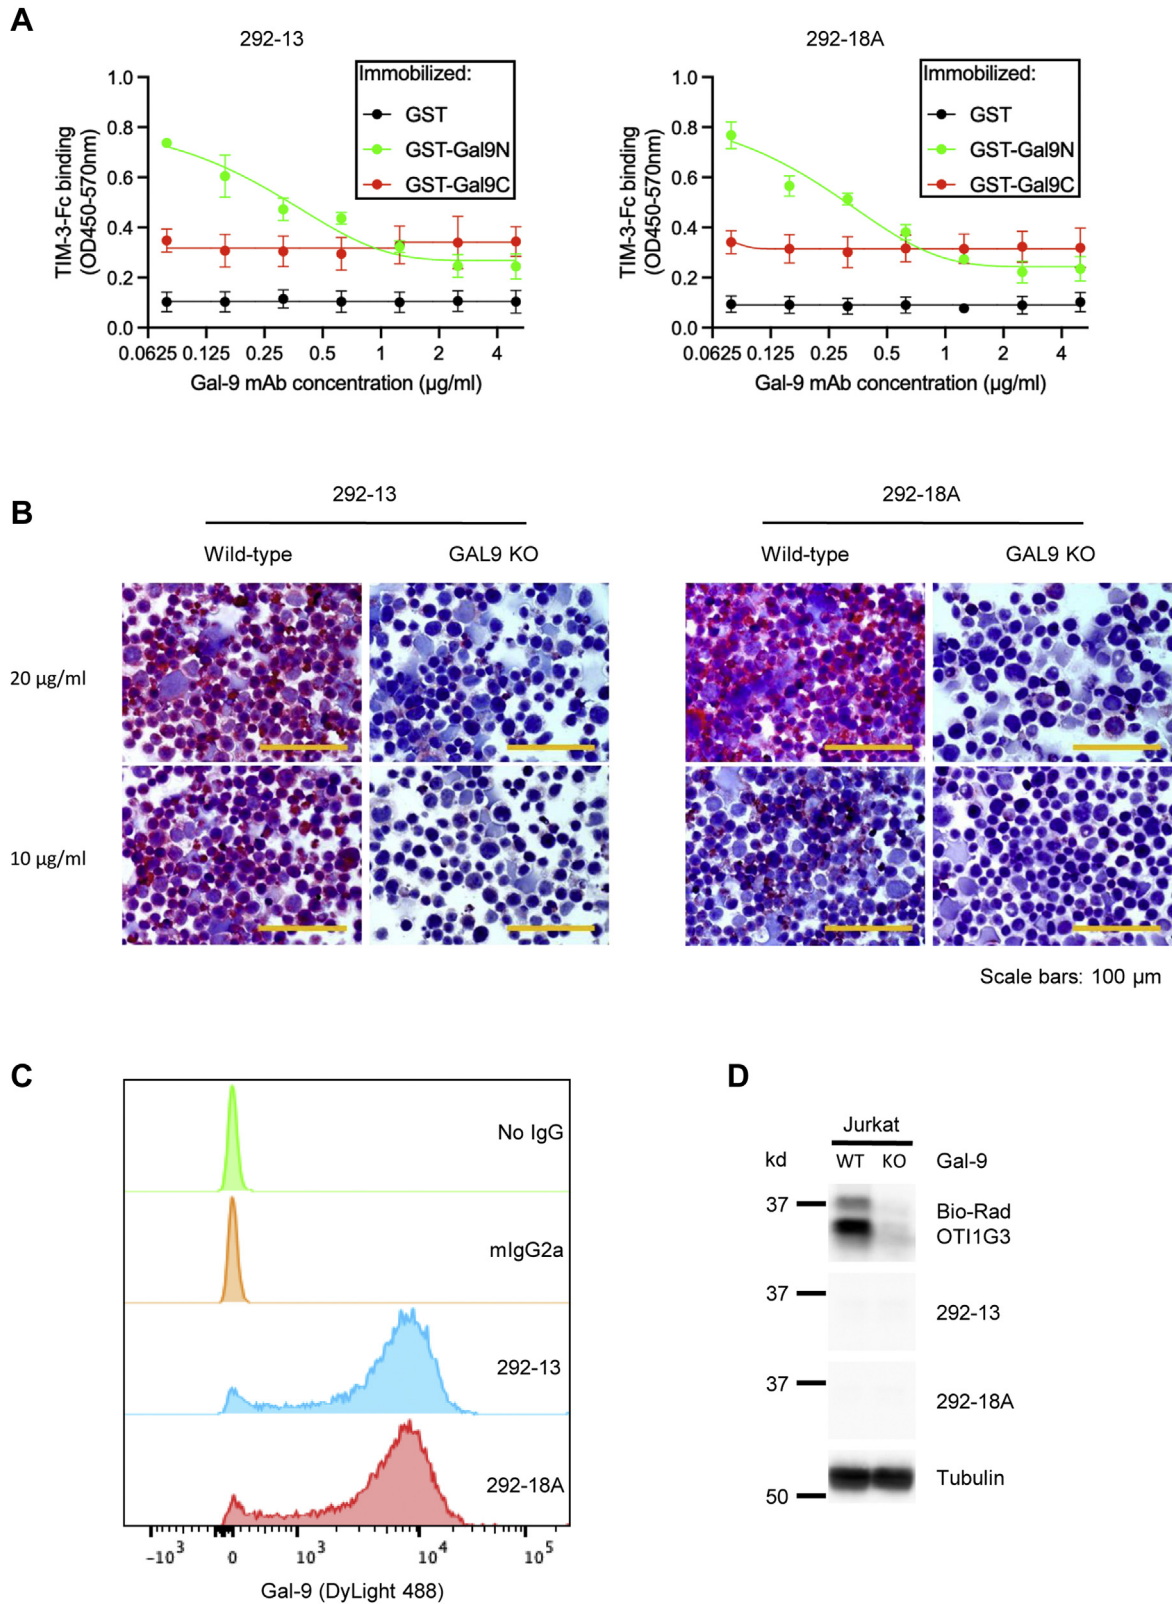 A
292-13
292-18A
TIM-3-Fc binding
(OD450-570nm)
1.0
0.8
0.6
0.4
0.2
0.0
0.0625 0.125 0.25 0.5 1 2 4
Gal-9 mAb concentration (µg/ml)
Immobilized:
GST
GST-Gal9N
GST-Gal9C
TIM-3-Fc binding
(OD450-570nm)
1.0
0.8
0.6
0.4
0.2
0.0
0.0625 0.125 0.25 0.5 1 2 4
Gal-9 mAb concentration (µg/ml)
Immobilized:
GST
GST-Gal9N
GST-Gal9C
B
292-13
292-18A
Wild-type GAL9 KO Wild-type GAL9 KO
20 µg/ml
10 µg/ml
Scale bars: 100 µm
C
No IgG
mIgG2a
292-13
292-18A
-10³ 0 10³ 10⁴ 10⁵
Gal-9 (DyLight 488)
D
Jurkat
kd WT KO Gal-9
37 Bio-Rad
OTI1G3
37
292-13
37
292-18A
Tubulin
50